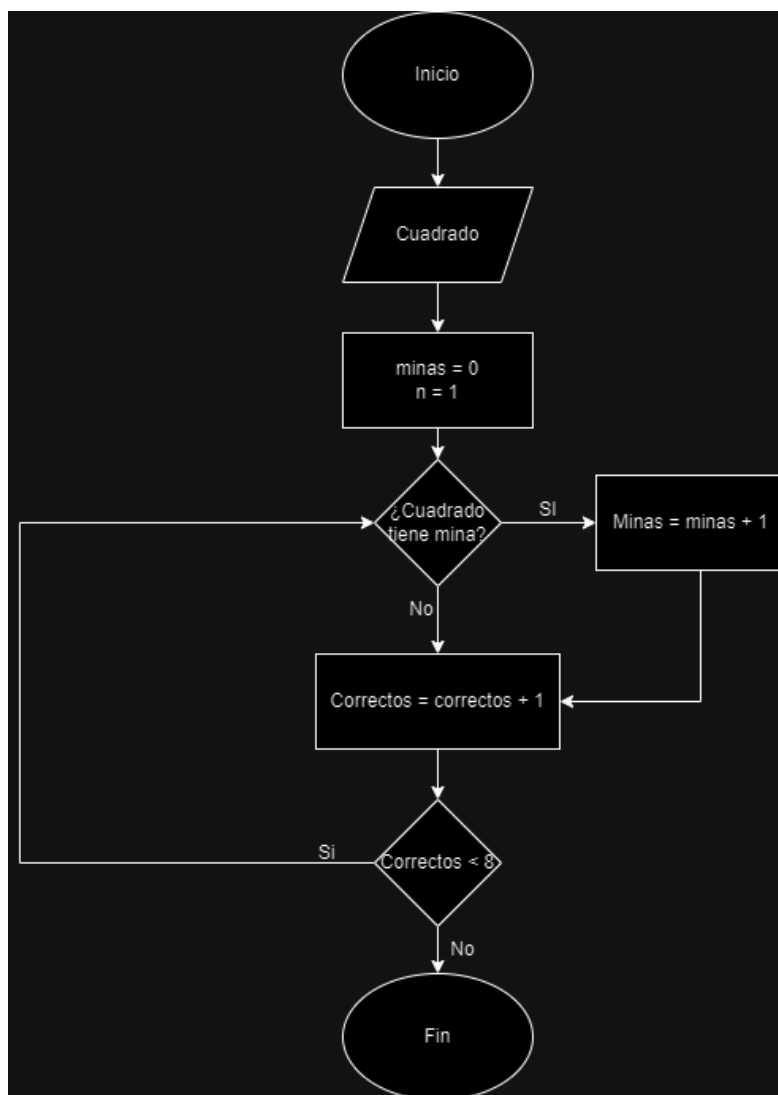 Inicio
Cuadrado
minas = 0
n = 1
¿Cuadrado
tiene mina?
SI
Minas = minas + 1
No
Correctos = correctos + 1
Si
Correctos < 8
No
Fin